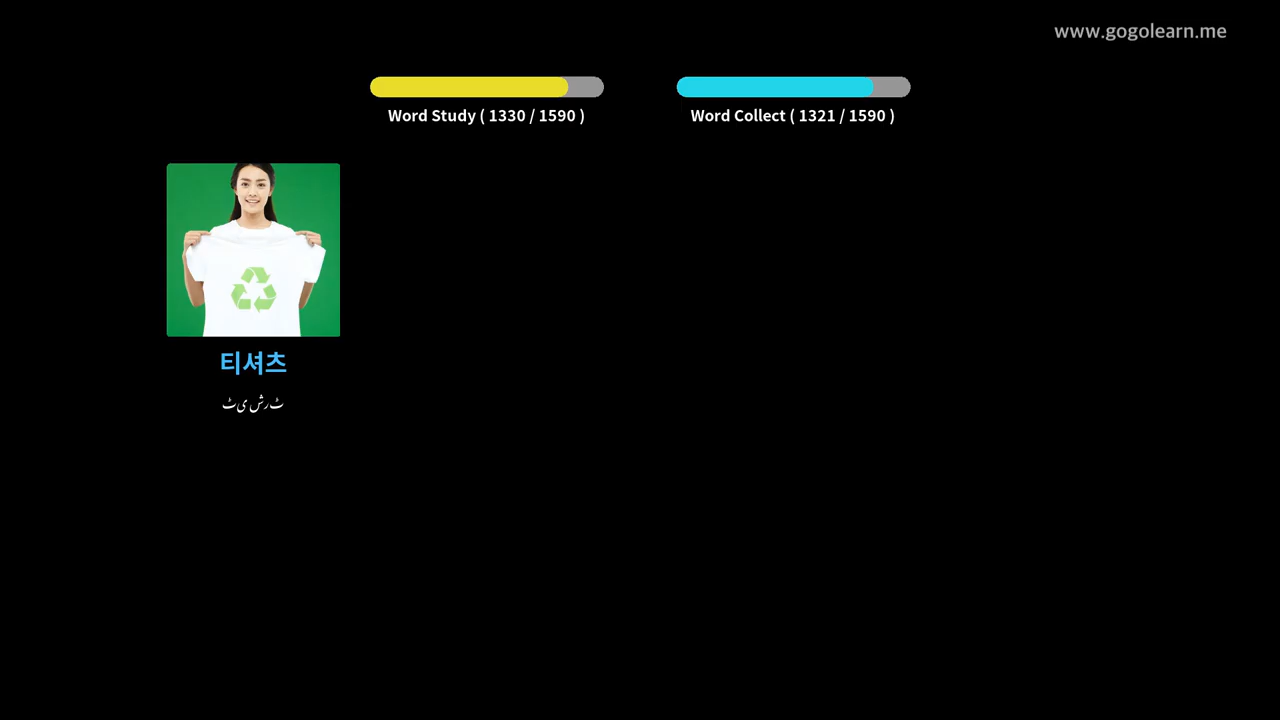 www.gogolearn.me
Word Study ( 1330 / 1590 )
Word Collect ( 1321 / 1590 )
티셔츠
ٹی شرٹ